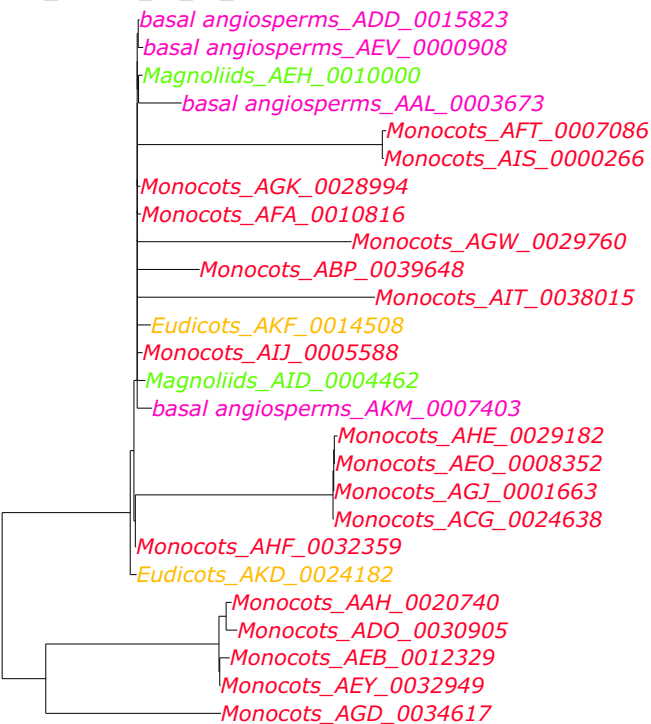 basal angiosperms_ADD_0015823
basal angiosperms_AEV_0000908
Magnoliids_AEH_0010000
basal angiosperms_AAL_0003673
Monocots_AFT_0007086
Monocots_AIS_0000266
Monocots_AGK_0028994
Monocots_AFA_0010816
Monocots_AGW_0029760
Monocots_ABP_0039648
Monocots_AIT_0038015
Eudicots_AKF_0014508
Monocots_AIJ_0005588
Magnoliids_AID_0004462
basal angiosperms_AKM_0007403
Monocots_AHE_0029182
Monocots_AEO_0008352
Monocots_AGJ_0001663
Monocots_ACG_0024638
Monocots_AHF_0032359
Eudicots_AKD_0024182
Monocots_AAH_0020740
Monocots_ADO_0030905
Monocots_AEB_0012329
Monocots_AEY_0032949
Monocots_AGD_0034617